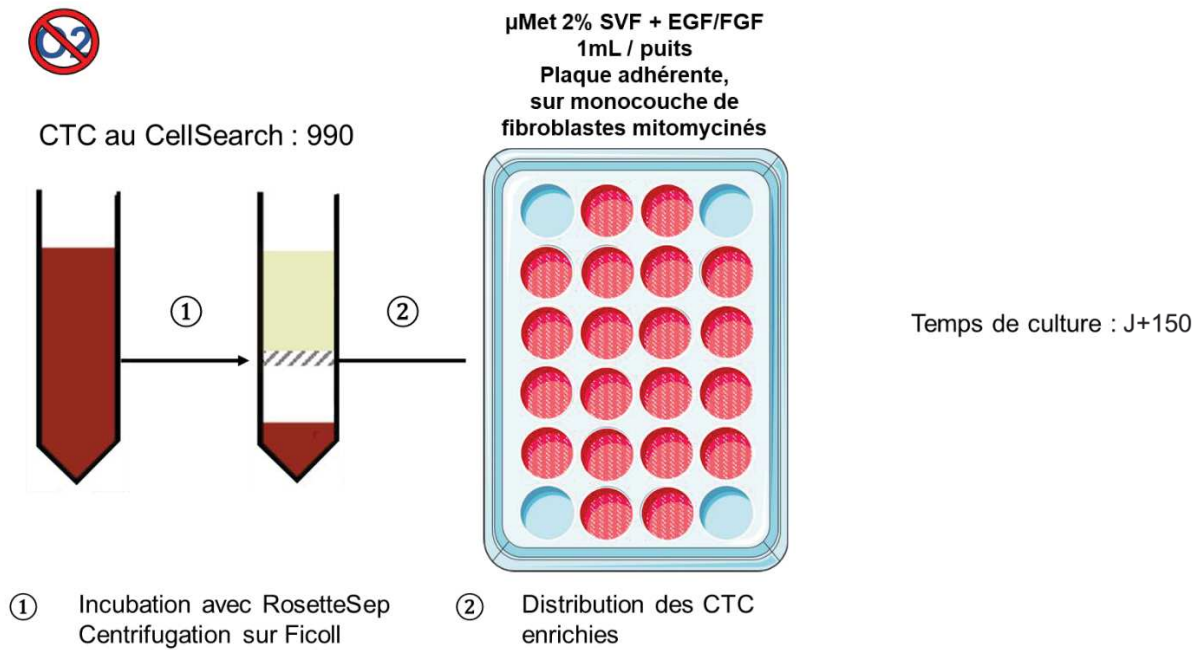 O2
µMet 2% SVF + EGF/FGF
1mL / puits
Plaque adhérente,
sur monocouche de
fibroblastes mitomycinés
CTC au CellSearch : 990
①
②
Temps de culture : J+150
① Incubation avec RosetteSep
Centrifugation sur Ficoll
② Distribution des CTC
enrichies